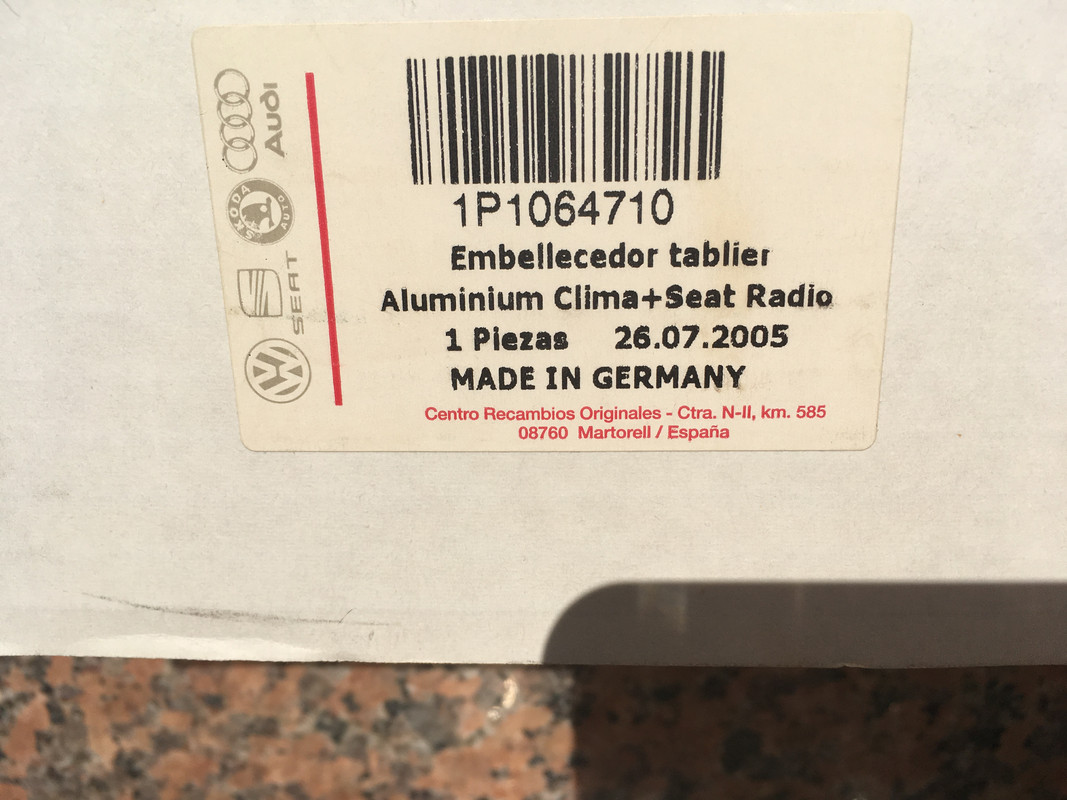 Audi
ŠKODA
AUTO
SEAT
1P1064710
Embellecedor tablier
Aluminium Clima+Seat Radio
1 Piezas 26.07.2005
MADE IN GERMANY
Centro Recambios Originales - Ctra. N-II, km. 585
08760 Martorell / España